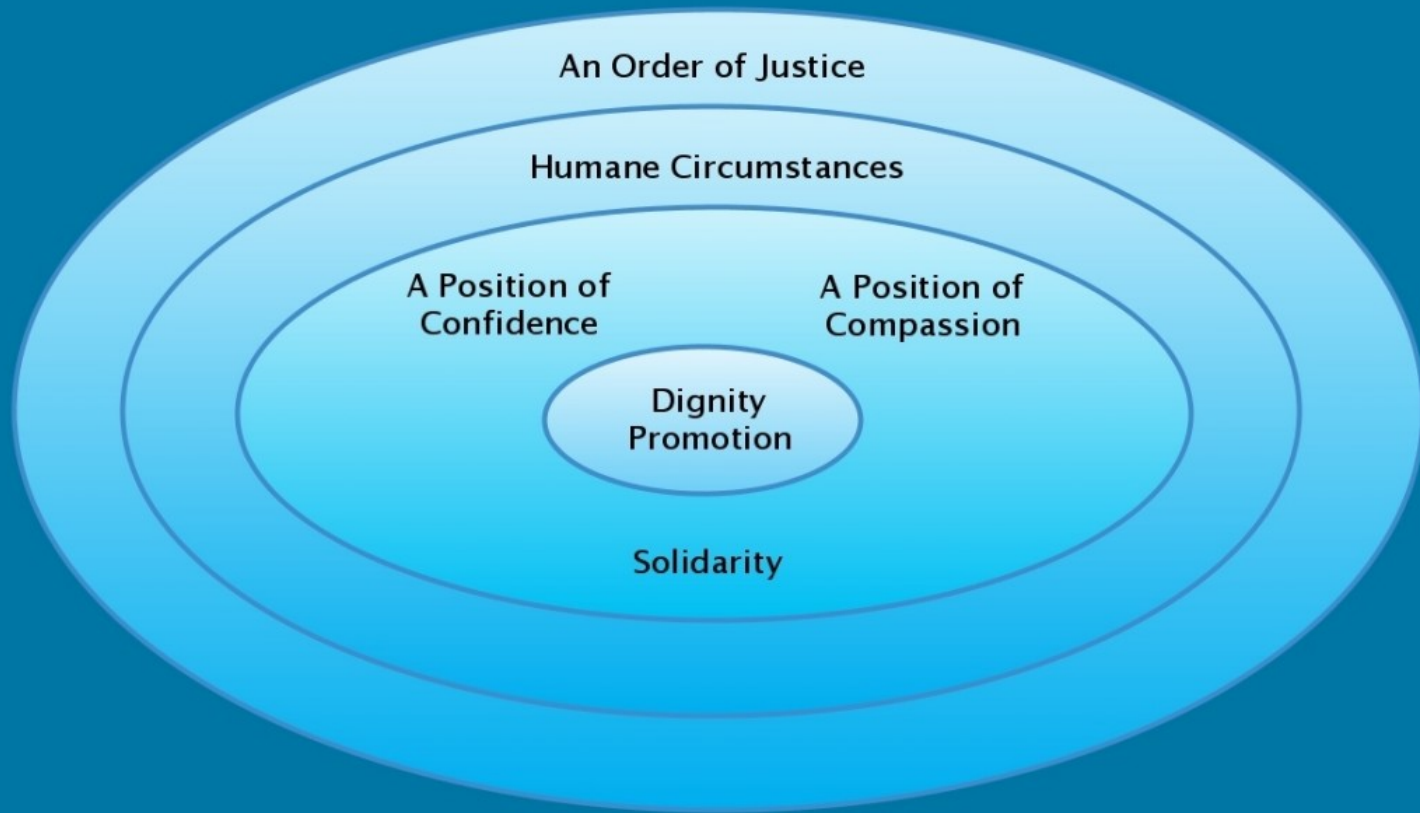 An Order of Justice
Humane Circumstances
A Position of
Confidence
A Position of
Compassion
Dignity
Promotion
Solidarity